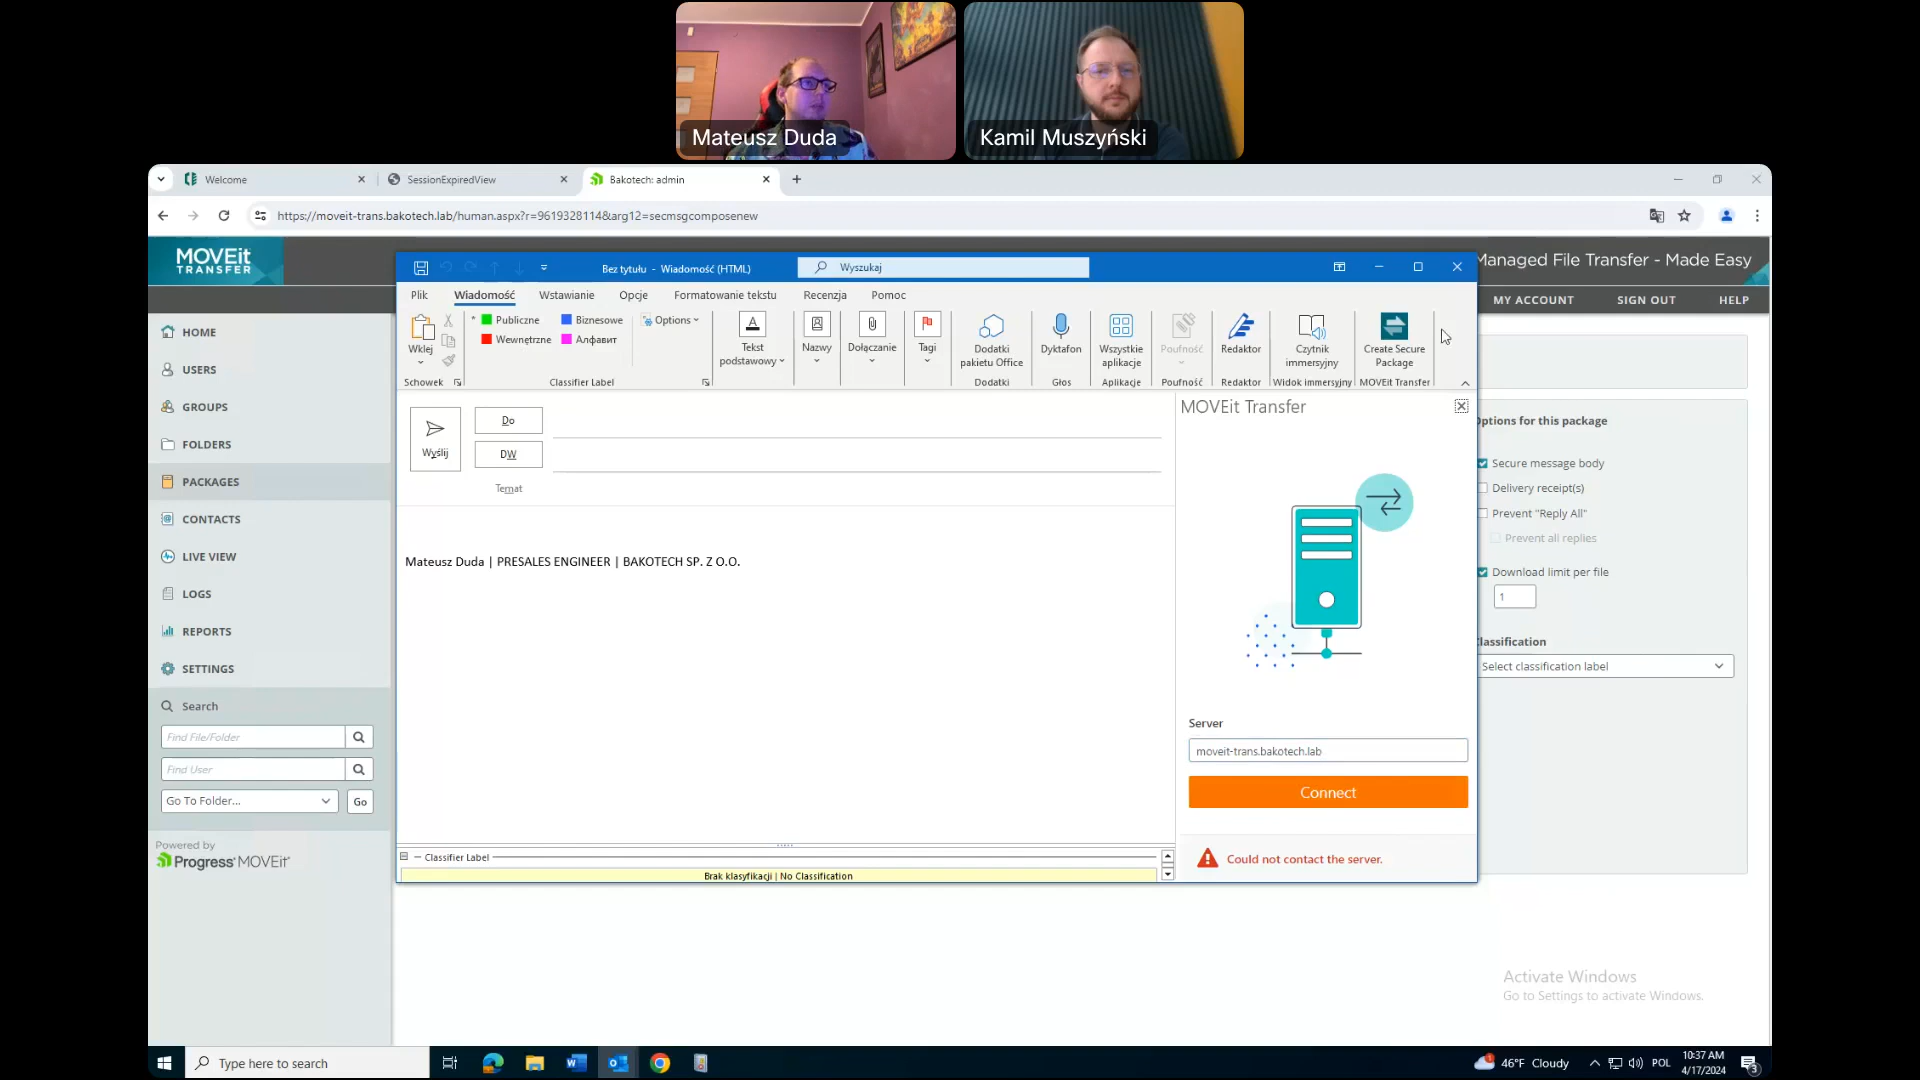 Mateusz Duda
Kamil Muszyński
Welcome
SessionExpiredView
Bakotech: admin
https://moveit-trans.bakotech.lab/human.aspx?r=9619328114&arg12=secmsgcomposenew
MOVEit
TRANSFER
Managed File Transfer - Made Easy
MY ACCOUNT
SIGN OUT
HELP
HOME
USERS
GROUPS
FOLDERS
PACKAGES
CONTACTS
LIVE VIEW
LOGS
REPORTS
SETTINGS
Search
Find File/Folder
Find User
Go To Folder...
Go
Powered by
Progress MOVEit
Bez tytułu - Wiadomość (HTML)
Wyszukaj
Plik
Wiadomość
Wstawianie
Opcje
Formatowanie tekstu
Recenzja
Pomoc
Wklej
Schowek
Publiczne
Biznesowe
Options
Wewnętrzne
Алфавит
Classifier Label
Tekst
podstawowy
Nazwy
Dołączanie
Tagi
Dodatki
pakietu Office
Dodatki
Dyktafon
Głos
Wszystkie
aplikacje
Aplikacje
Poufność
Poufność
Redaktor
Redaktor
Czytnik
immersyjny
Widok immersyjny
Create Secure
Package
MOVEit Transfer
Wyślij
Do
DW
Temat
Mateusz Duda | PRESALES ENGINEER | BAKOTECH SP. Z O.O.
Classifier Label
Brak klasyfikacji | No Classification
MOVEit Transfer
Server
moveit-trans.bakotech.lab
Connect
Could not contact the server.
ptions for this package
Secure message body
Delivery receipt(s)
Prevent "Reply All"
Prevent all replies
Download limit per file
1
lassification
Select classification label
Activate Windows
Go to Settings to activate Windows.
Type here to search
46°F Cloudy
POL
10:37 AM
4/17/2024
3